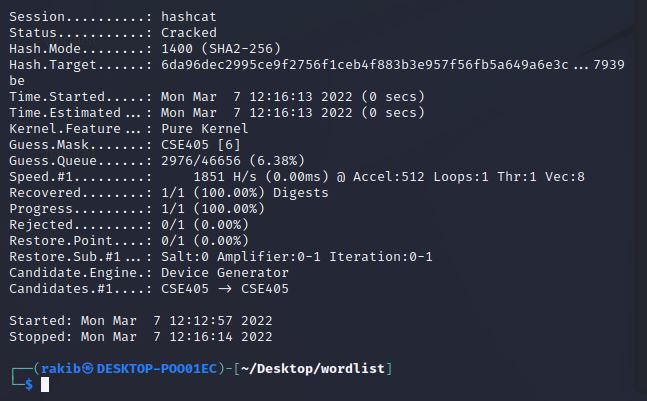 Session..........: hashcat
Status...........: Cracked
Hash.Mode........: 1400 (SHA2-256)
Hash.Target......: 6da96dec2995ce9f2756f1ceb4f883b3e957f56fb5a649a6e3c...7939
be
Time.Started.....: Mon Mar  7 12:16:13 2022 (0 secs)
Time.Estimated...: Mon Mar  7 12:16:13 2022 (0 secs)
Kernel.Feature...: Pure Kernel
Guess.Mask.......: CSE405 [6]
Guess.Queue......: 2976/46656 (6.38%)
Speed.#1.........:     1851 H/s (0.00ms) @ Accel:512 Loops:1 Thr:1 Vec:8
Recovered........: 1/1 (100.00%) Digests
Progress.........: 1/1 (100.00%)
Rejected.........: 0/1 (0.00%)
Restore.Point....: 0/1 (0.00%)
Restore.Sub.#1...: Salt:0 Amplifier:0-1 Iteration:0-1
Candidate.Engine.: Device Generator
Candidates.#1....: CSE405 -> CSE405

Started: Mon Mar  7 12:12:57 2022
Stopped: Mon Mar  7 12:16:14 2022

┌──(rakib㉿DESKTOP-POO01EC)-[~/Desktop/wordlist]
└─$